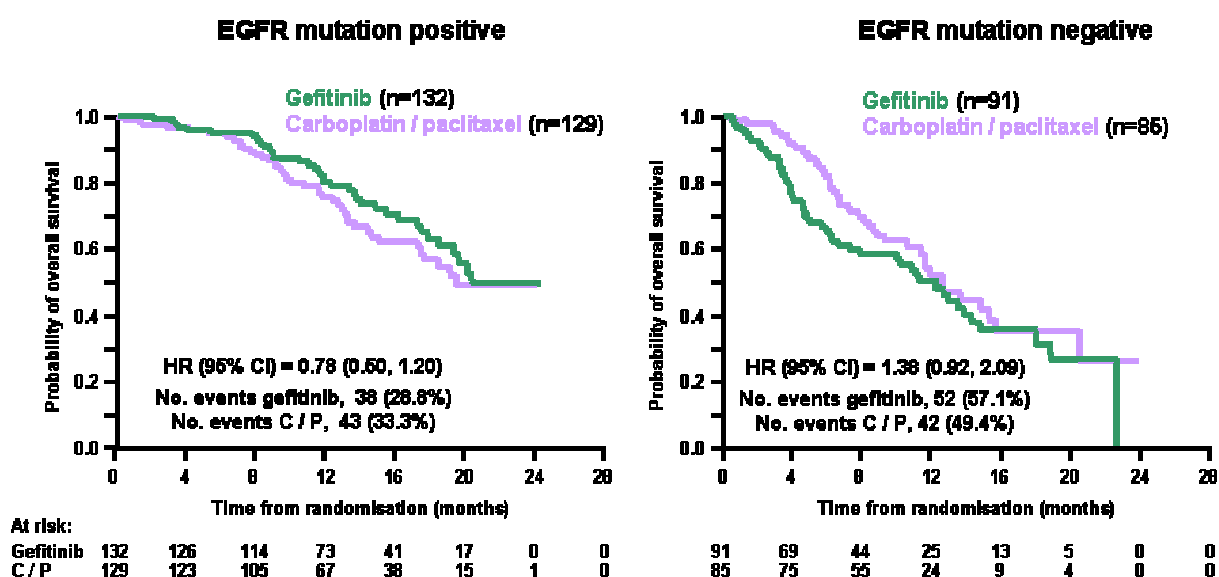 EGFR mutation positive
Gefitinib (n=132)
Carboplatin / paclitaxel (n=129)
Probability of overall survival
1.0
0.8
0.6
0.4
0.2
0.0
HR (95% CI) = 0.78 (0.50, 1.20)
No. events gefitinib, 38 (28.8%)
No. events C / P, 43 (33.3%)
0 4 8 12 16 20 24 28
Time from randomisation (months)
At risk:
Gefitinib 132 126 114 73 41 17 0 0
C / P 129 123 105 67 38 15 1 0
EGFR mutation negative
Gefitinib (n=91)
Carboplatin / paclitaxel (n=85)
Probability of overall survival
1.0
0.8
0.6
0.4
0.2
0.0
HR (95% CI) = 1.38 (0.92, 2.09)
No. events gefitinib, 52 (57.1%)
No. events C / P, 42 (49.4%)
0 4 8 12 16 20 24 28
Time from randomisation (months)
91 69 44 25 13 5 0 0
85 75 55 24 9 4 0 0